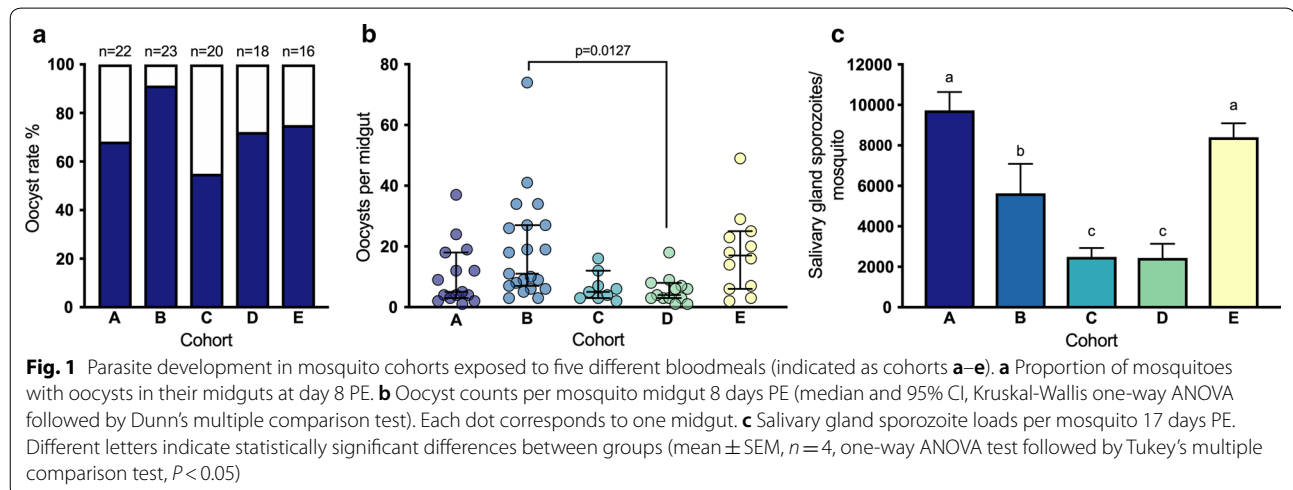 a
n=22 n=23 n=20 n=18 n=16
100
80
60
40
20
0
Oocyst rate %
A B C D E
Cohort
b
p=0.0127
80
60
40
20
0
Oocysts per midgut
A B C D E
Cohort
c
12000
10000
8000
6000
4000
2000
0
Salivary gland sporozoites/
mosquito
a
b
c
c
a
A B C D E
Cohort
Fig. 1 Parasite development in mosquito cohorts exposed to five different bloodmeals (indicated as cohorts a–e). a Proportion of mosquitoes
with oocysts in their midguts at day 8 PE. b Oocyst counts per mosquito midgut 8 days PE (median and 95% CI, Kruskal-Wallis one-way ANOVA
followed by Dunn’s multiple comparison test). Each dot corresponds to one midgut. c Salivary gland sporozoite loads per mosquito 17 days PE.
Different letters indicate statistically significant differences between groups (mean ± SEM, n = 4, one-way ANOVA test followed by Tukey’s multiple
comparison test, P < 0.05)